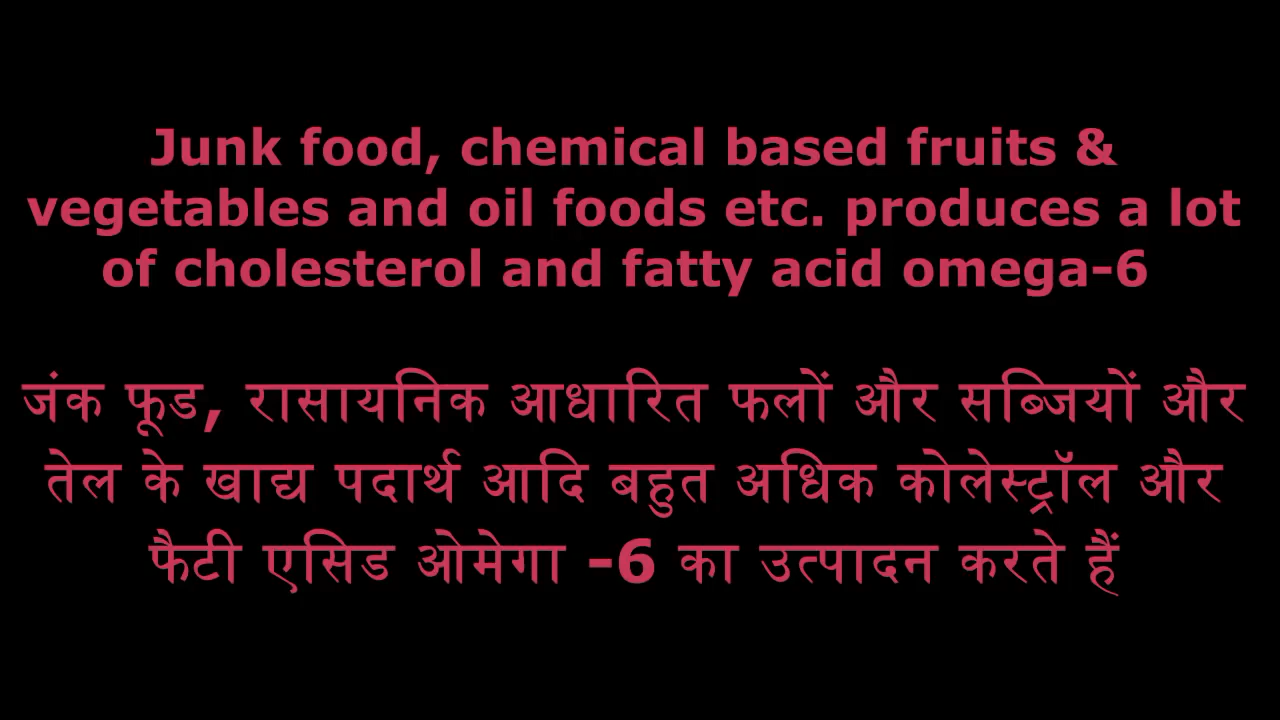 Junk food, chemical based fruits &
vegetables and oil foods etc. produces a lot
of cholesterol and fatty acid omega-6
जंक फूड, रासायनिक आधारित फलों और सब्जियों और
तेल के खाद्य पदार्थ आदि बहुत अधिक कोलेस्ट्रॉल और
फैटी एसिड ओमेगा -6 का उत्पादन करते हैं